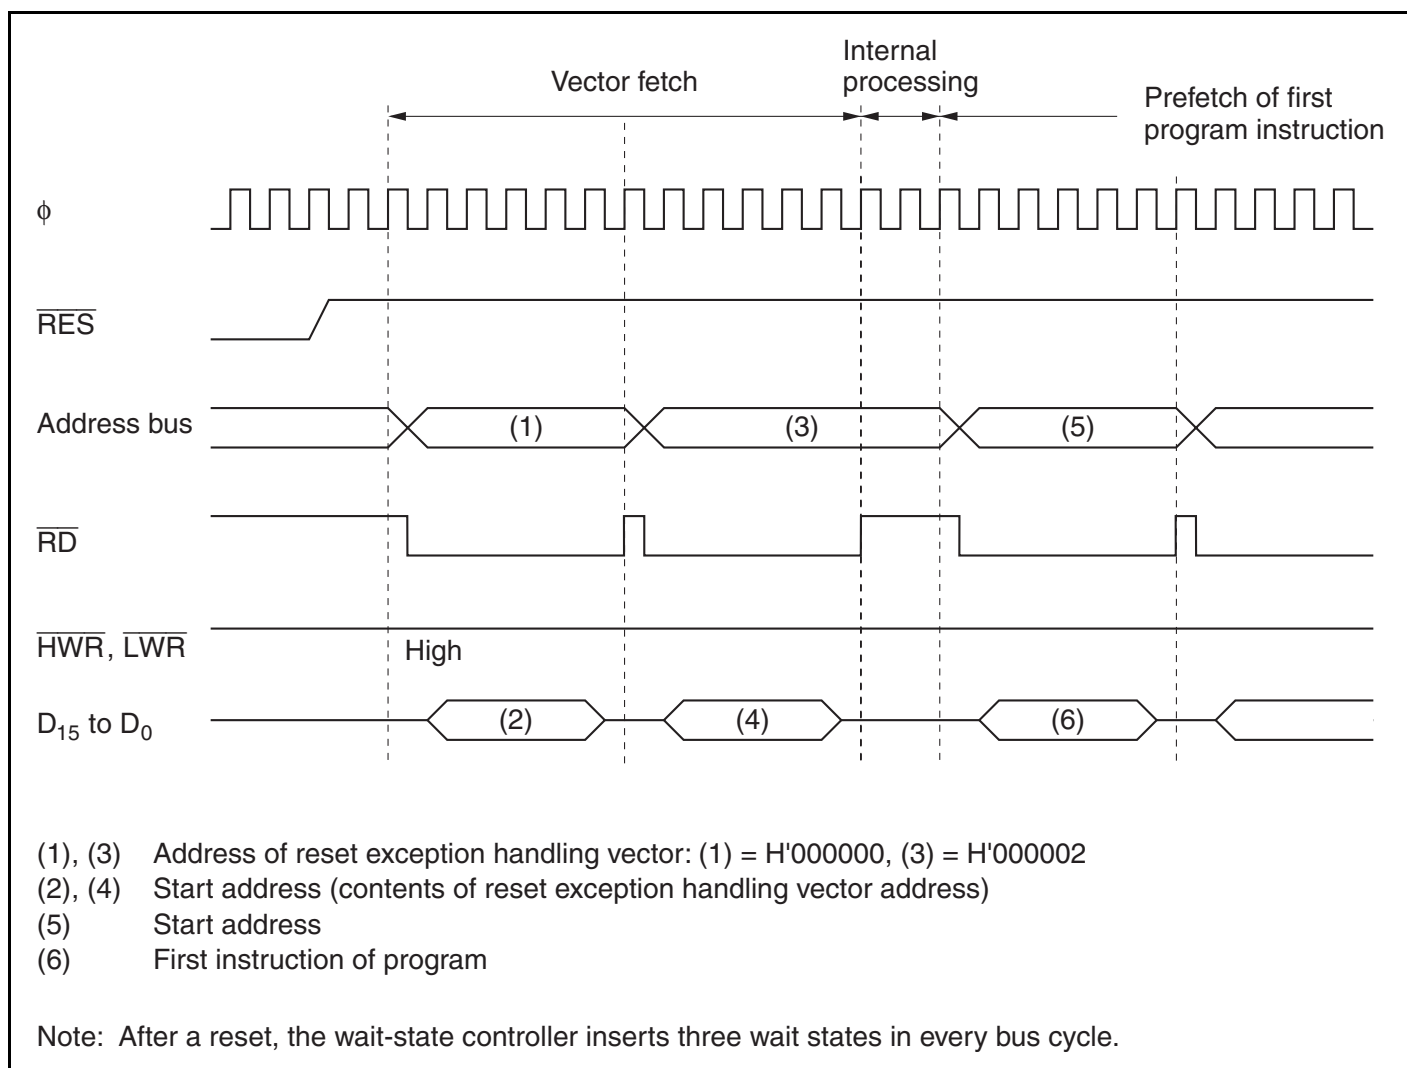 Vector fetch
Internal
processing
Prefetch of first
program instruction
ϕ
RES
Address bus
(1)
(3)
(5)
RD
HWR, LWR
High
D15 to D0
(2)
(4)
(6)
(1), (3) Address of reset exception handling vector: (1) = H'000000, (3) = H'000002
(2), (4) Start address (contents of reset exception handling vector address)
(5) Start address
(6) First instruction of program
Note: After a reset, the wait-state controller inserts three wait states in every bus cycle.